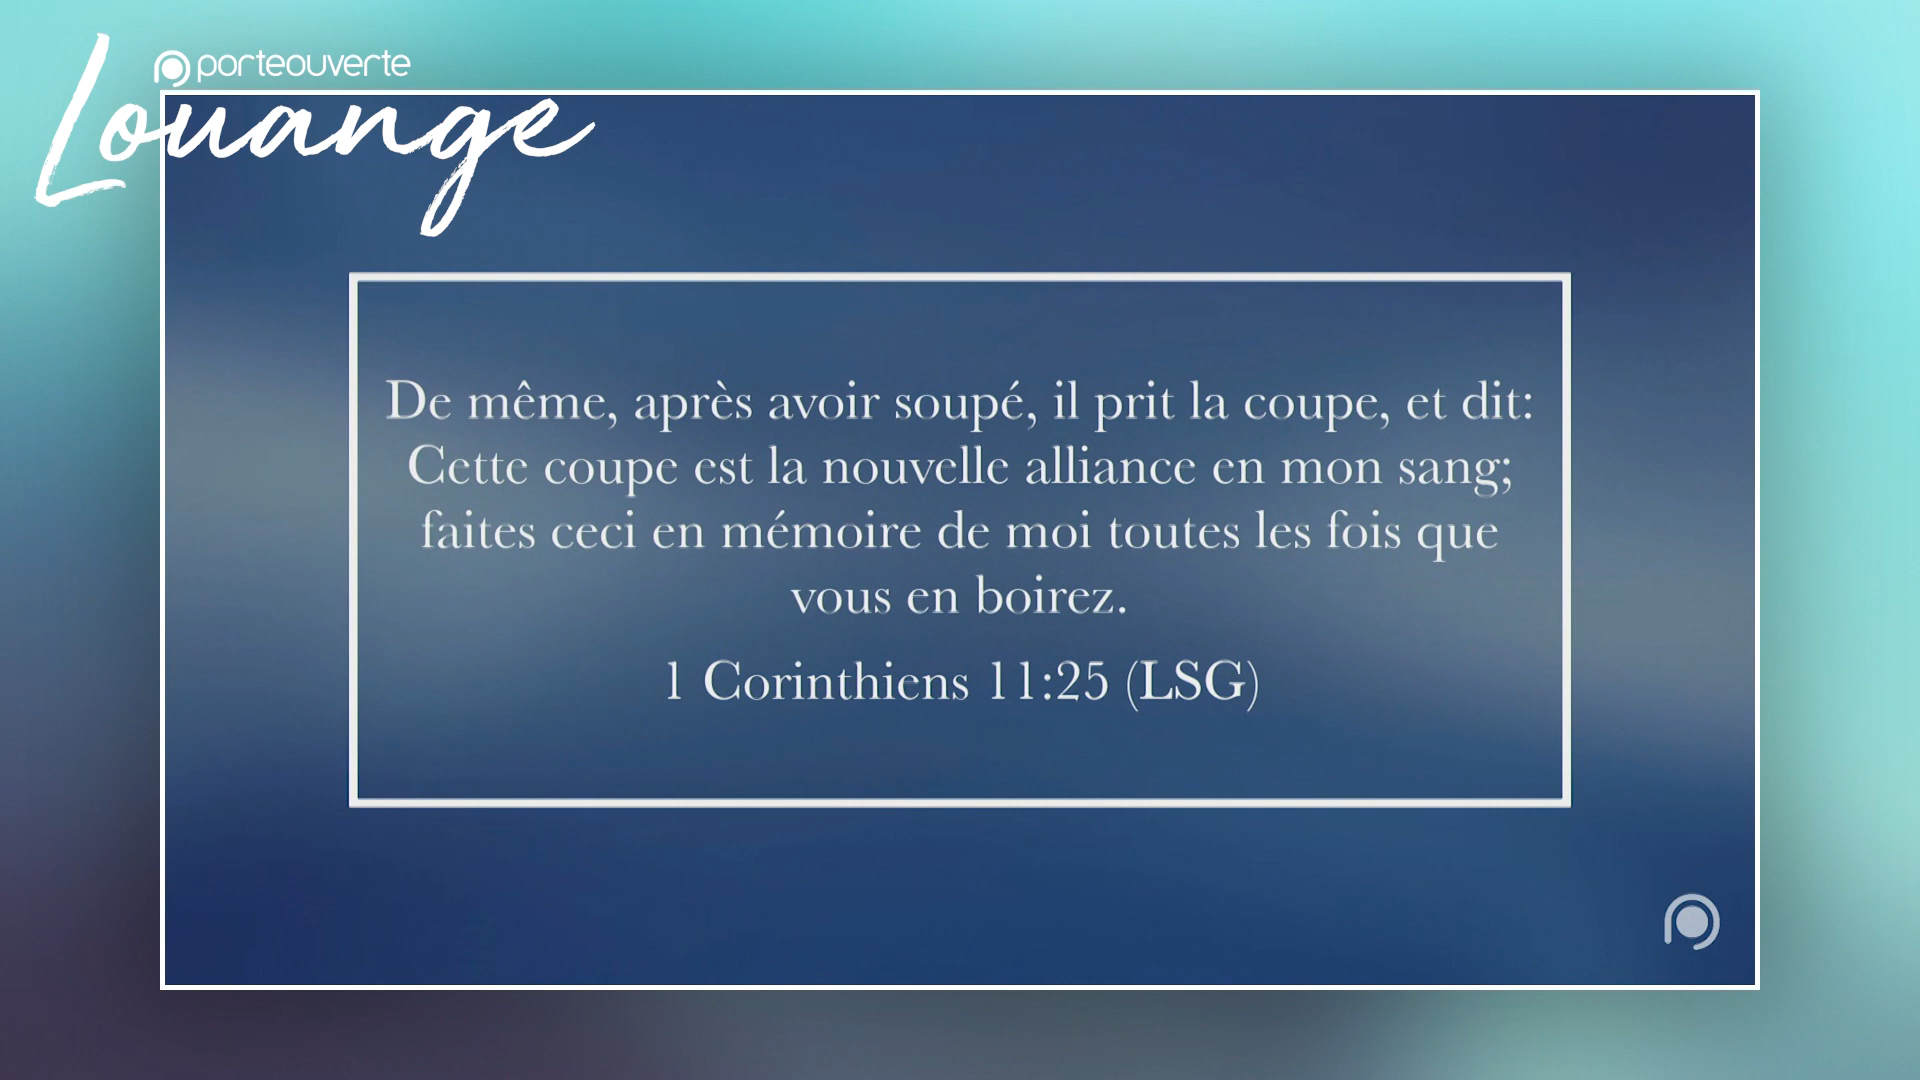 porteouverte
Louange
De même, après avoir soupé, il prit la coupe, et dit:
Cette coupe est la nouvelle alliance en mon sang;
faites ceci en mémoire de moi toutes les fois que
vous en boirez.
1 Corinthiens 11:25 (LSG)